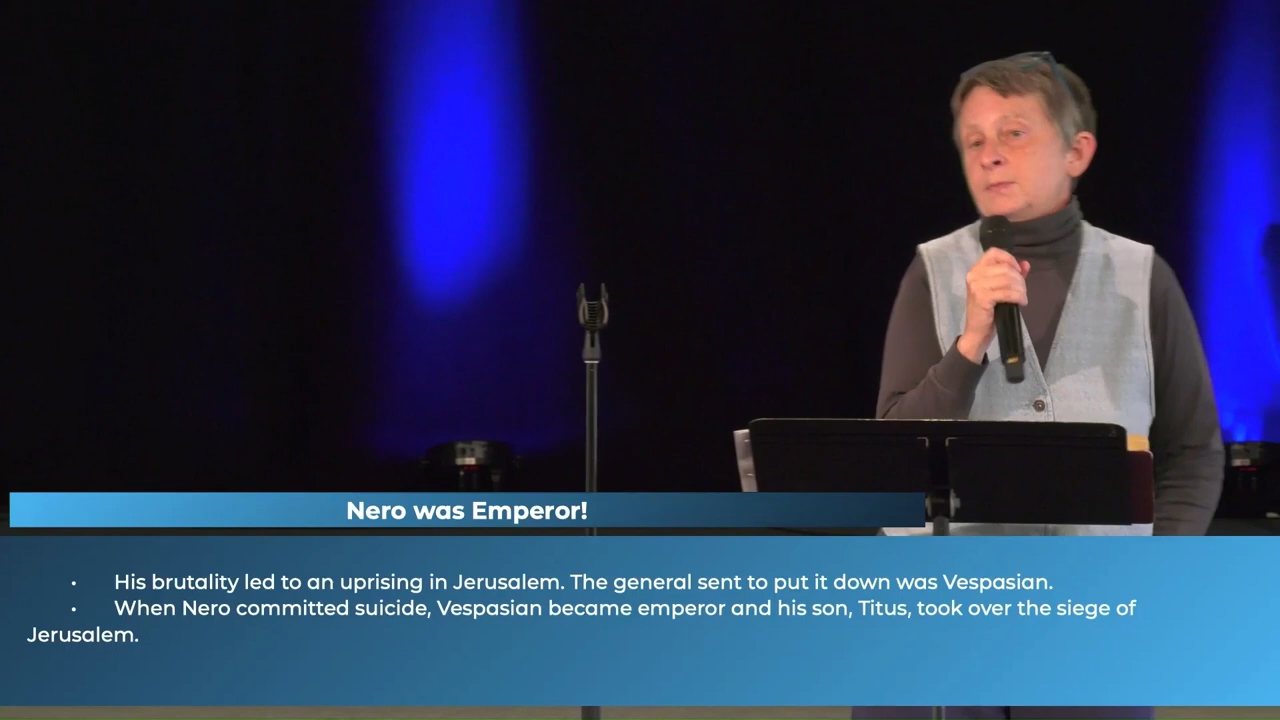 Nero was Emperor!
• His brutality led to an uprising in Jerusalem. The general sent to put it down was Vespasian.
• When Nero committed suicide, Vespasian became emperor and his son, Titus, took over the siege of
Jerusalem.